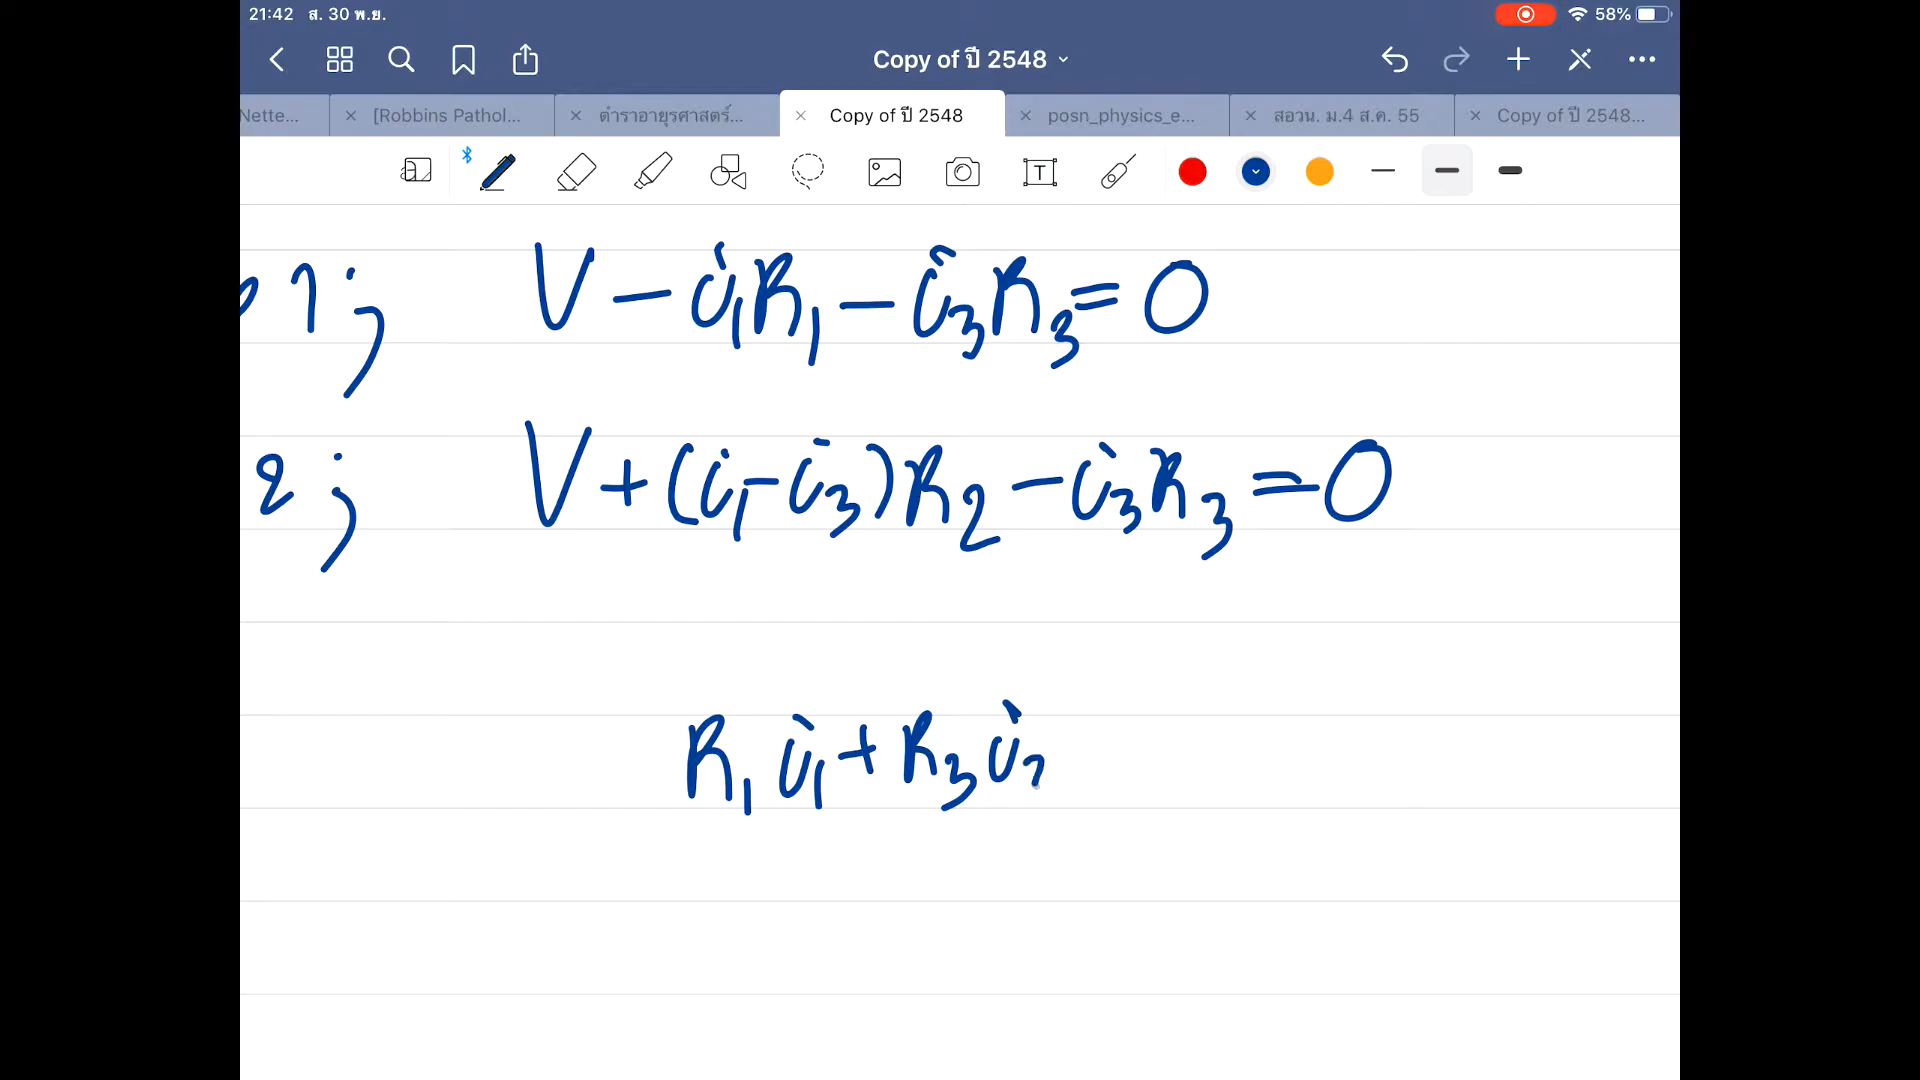 21:42 ส. 30 พ.ย. 58%
Copy of ปี 2548
Nette... [Robbins Pathol... ตำราอายุรศาสตร์... Copy of ปี 2548 posn_physics_e... สอวน. ม.4 ส.ค. 55 Copy of ปี 2548...
1; V - i₁R₁ - i₃R₃ = 0
2; V + (i₁ - i₃)R₂ - i₃R₃ = 0
R₁i₁ + R₃i